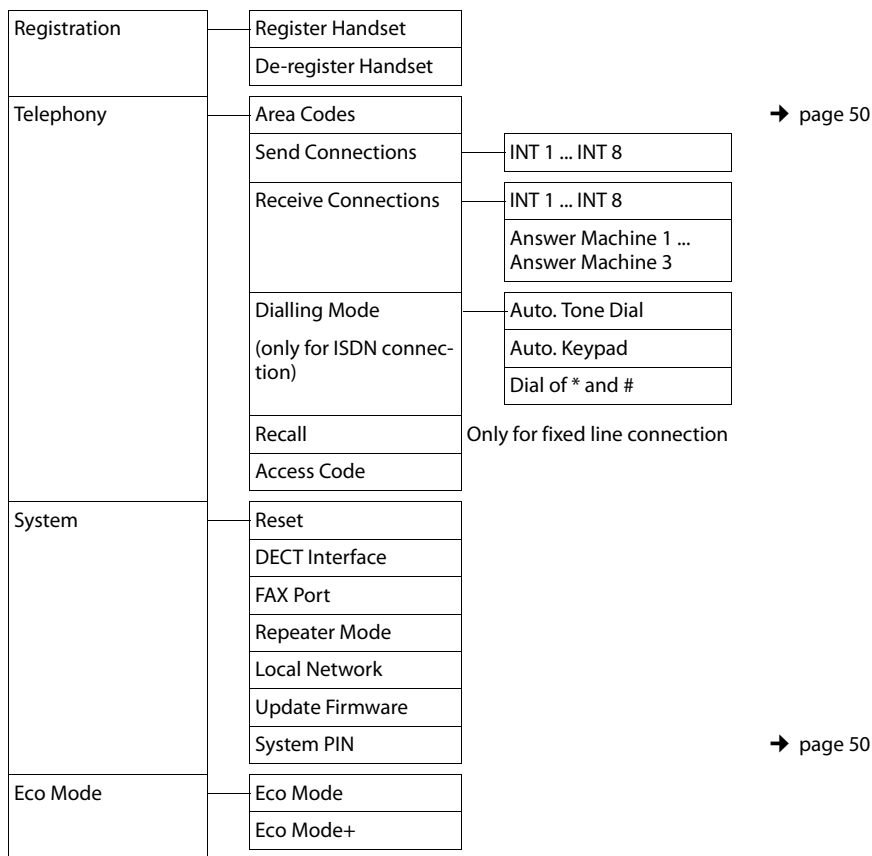 Registration
Register Handset
De-register Handset
Telephony
Area Codes
➜ page 50
Send Connections
INT 1 ... INT 8
Receive Connections
INT 1 ... INT 8
Answer Machine 1 ...
Answer Machine 3
Dialling Mode
(only for ISDN connec-
tion)
Auto. Tone Dial
Auto. Keypad
Dial of * and #
Recall
Only for fixed line connection
Access Code
System
Reset
DECT Interface
FAX Port
Repeater Mode
Local Network
Update Firmware
System PIN
➜ page 50
Eco Mode
Eco Mode
Eco Mode+